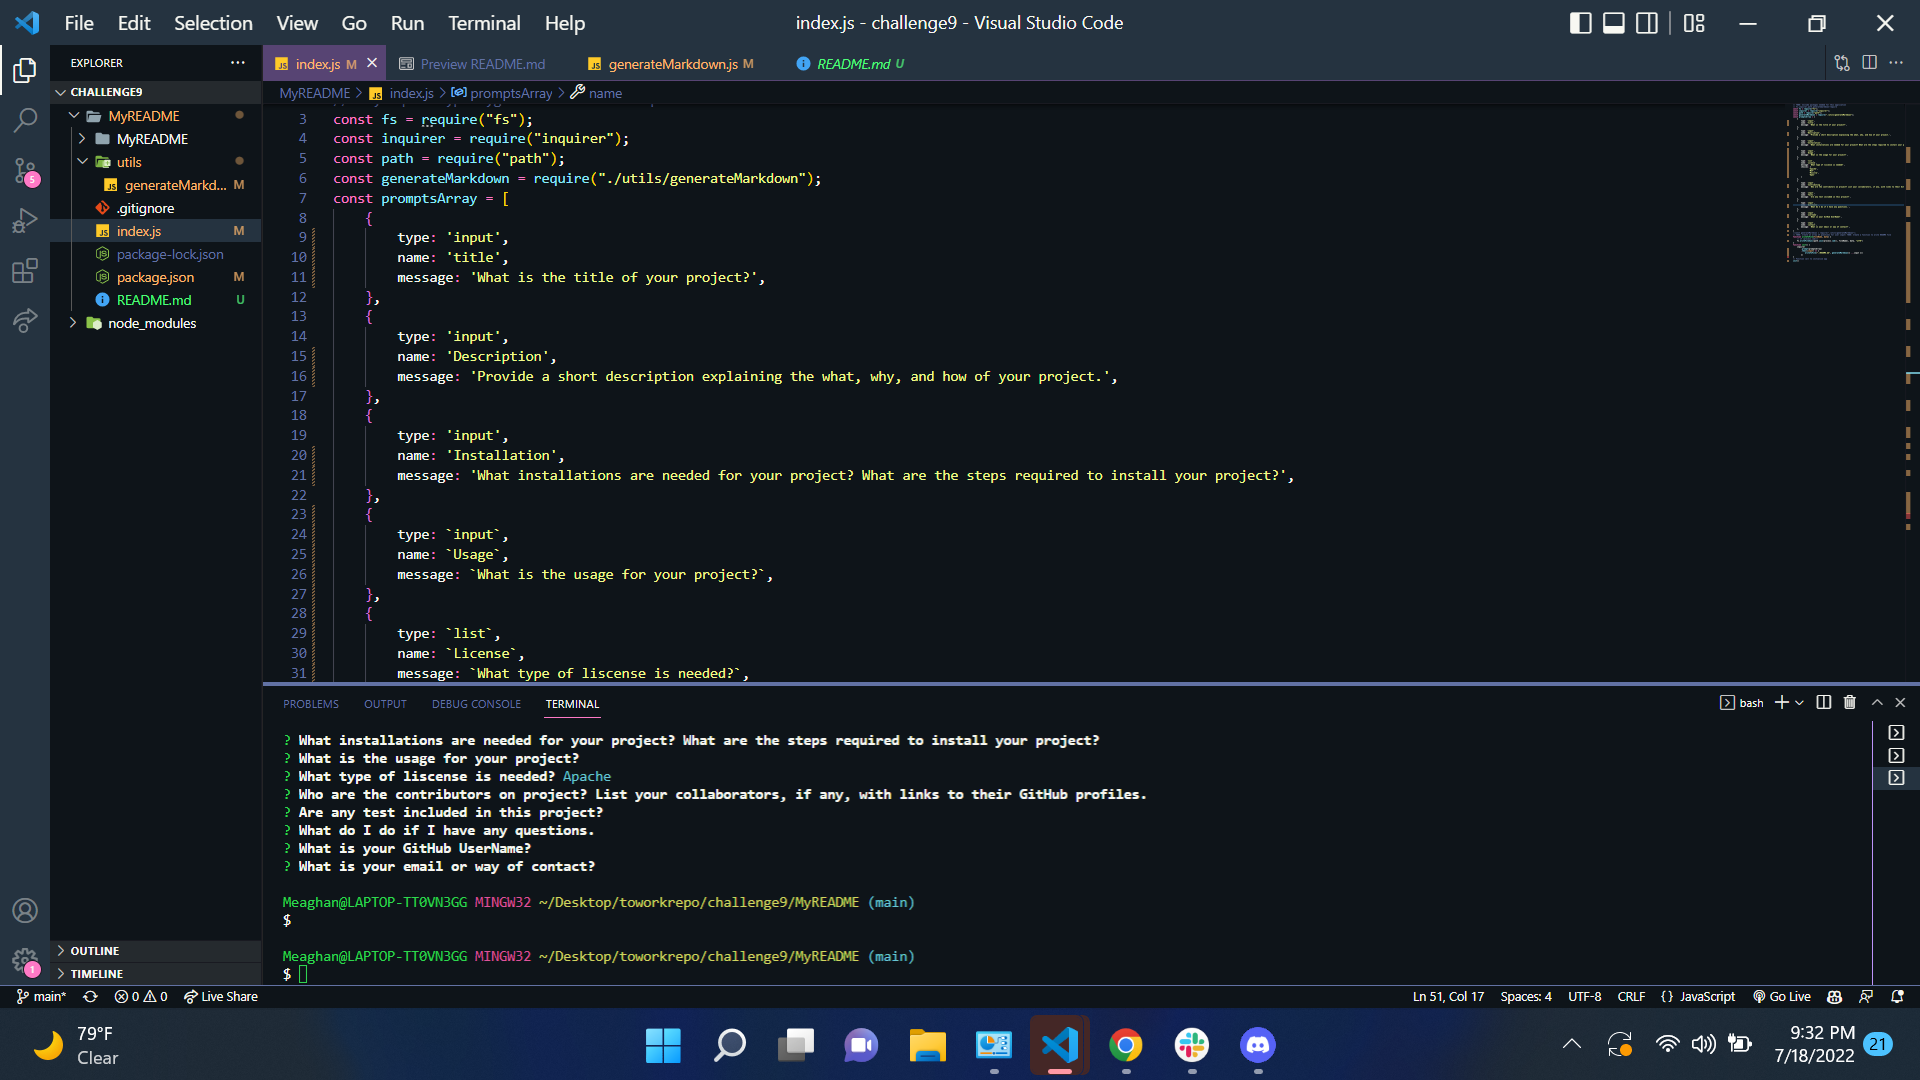 File Edit Selection View Go Run Terminal Help
index.js - challenge9 - Visual Studio Code
EXPLORER
index.js M
Preview README.md
generateMarkdown.js M
README.md U
CHALLENGE9
MyREADME > index.js > promptsArray > name
MyREADME
MyREADME
utils
generateMarkd... M
.gitignore
index.js M
package-lock.json
package.json M
README.md U
node_modules
3 const fs = require("fs");
4 const inquirer = require("inquirer");
5 const path = require("path");
6 const generateMarkdown = require("./utils/generateMarkdown");
7 const promptsArray = [
8 {
9 type: 'input',
10 name: 'title',
11 message: 'What is the title of your project?',
12 },
13 {
14 type: 'input',
15 name: 'Description',
16 message: 'Provide a short description explaining the what, why, and how of your project.',
17 },
18 {
19 type: 'input',
20 name: 'Installation',
21 message: 'What installations are needed for your project? What are the steps required to install your project?',
22 },
23 {
24 type: `input`,
25 name: `Usage`,
26 message: `What is the usage for your project?`,
27 },
28 {
29 type: `list`,
30 name: `License`,
31 message: `What type of liscense is needed?`,
PROBLEMS OUTPUT DEBUG CONSOLE TERMINAL
bash
? What installations are needed for your project? What are the steps required to install your project?
? What is the usage for your project?
? What type of liscense is needed? Apache
? Who are the contributors on project? List your collaborators, if any, with links to their GitHub profiles.
? Are any test included in this project?
? What do I do if I have any questions.
? What is your GitHub UserName?
? What is your email or way of contact?
Meaghan@LAPTOP-TT0VN3GG MINGW32 ~/Desktop/toworkrepo/challenge9/MyREADME (main)
$
Meaghan@LAPTOP-TT0VN3GG MINGW32 ~/Desktop/toworkrepo/challenge9/MyREADME (main)
$
OUTLINE
TIMELINE
5
1
main* 0 0 Live Share
Ln 51, Col 17 Spaces: 4 UTF-8 CRLF {} JavaScript Go Live
79°F
Clear
9:32 PM
7/18/2022
21